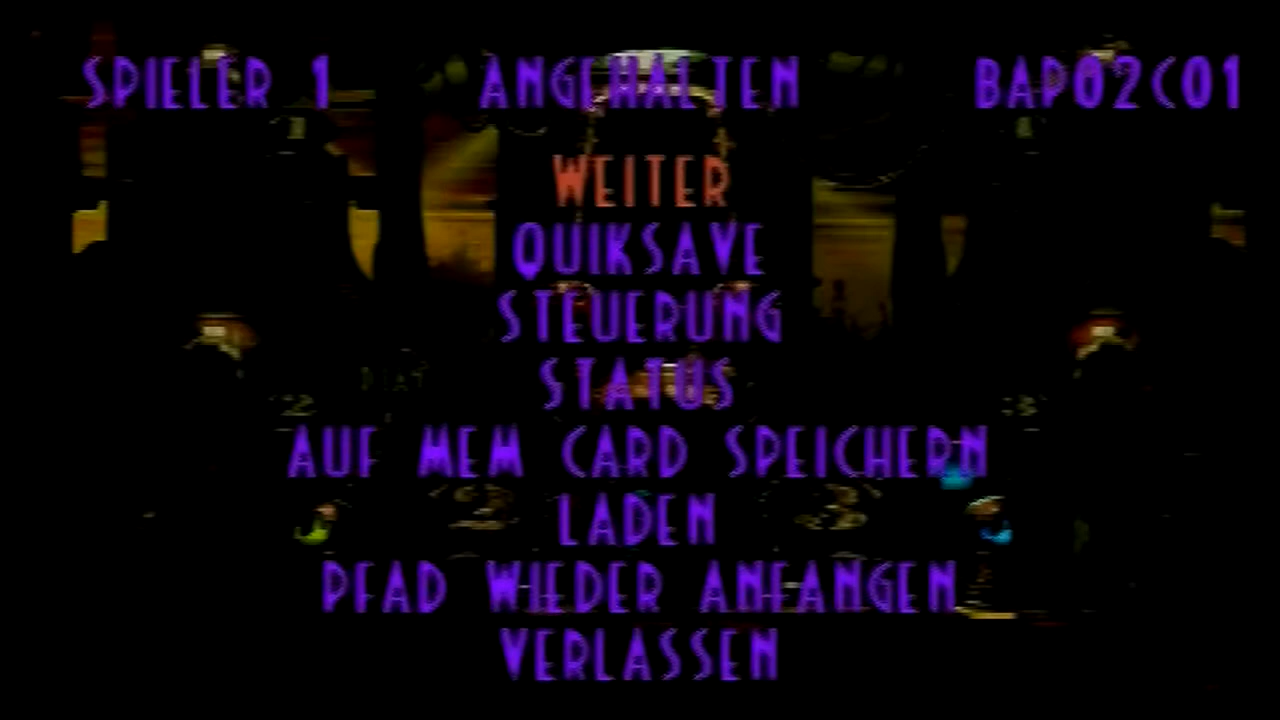 SPIELER 1 ANGEHALTEN BAP02C01
WEITER
QUIKSAVE
STEUERUNG
STATUS
AUF MEM CARD SPEICHERN
LADEN
PFAD WIEDER ANFANGEN
VERLASSEN